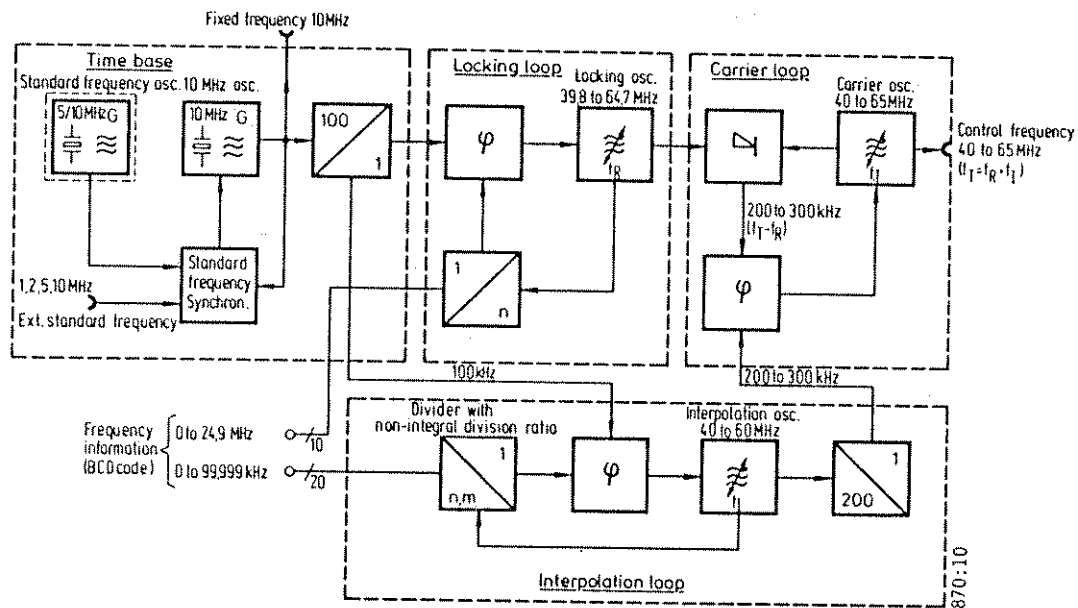 Fixed frequency 10MHz
Time base
Standard frequency osc. 10 MHz osc.
5/10MHz G
10MHz G
100
1
Standard
frequency
Synchron.
1,2,5,10MHz
Ext. standard frequency
Locking loop
Locking osc.
39,8 to 64,7 MHz
φ
fR
1
n
Carrier loop
Carrier osc.
40 to 65MHz
Control frequency
40 to 65 MHz
(fT=fR+fI)
200 to 300 kHz
(fT-fR)
φ
100kHz
200 to 300 kHz
Frequency
information
(BCD code)
0 to 24,9 MHz
10
0 to 99,999 kHz
20
Divider with
non-integral division ratio
1
n,m
φ
Interpolation osc.
40 to 60MHz
1
200
Interpolation loop
870:10